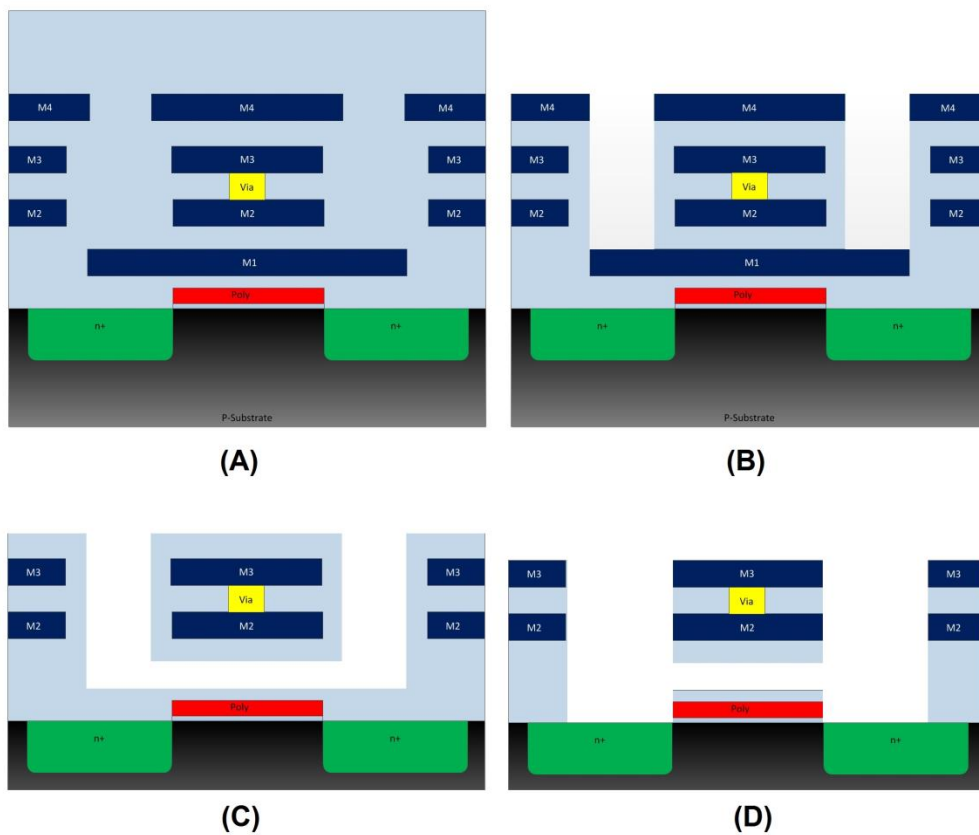 M4 M4 M4
M3 M3 M3
Via
M2 M2 M2
M1
Poly
n+ n+
P-Substrate
(A)
M4 M4 M4
M3 M3 M3
Via
M2 M2 M2
M1
Poly
n+ n+
P-Substrate
(B)
M3 M3 M3
Via
M2 M2 M2
Poly
n+ n+
(C)
M3 M3 M3
Via
M2 M2 M2
Poly
n+ n+
(D)